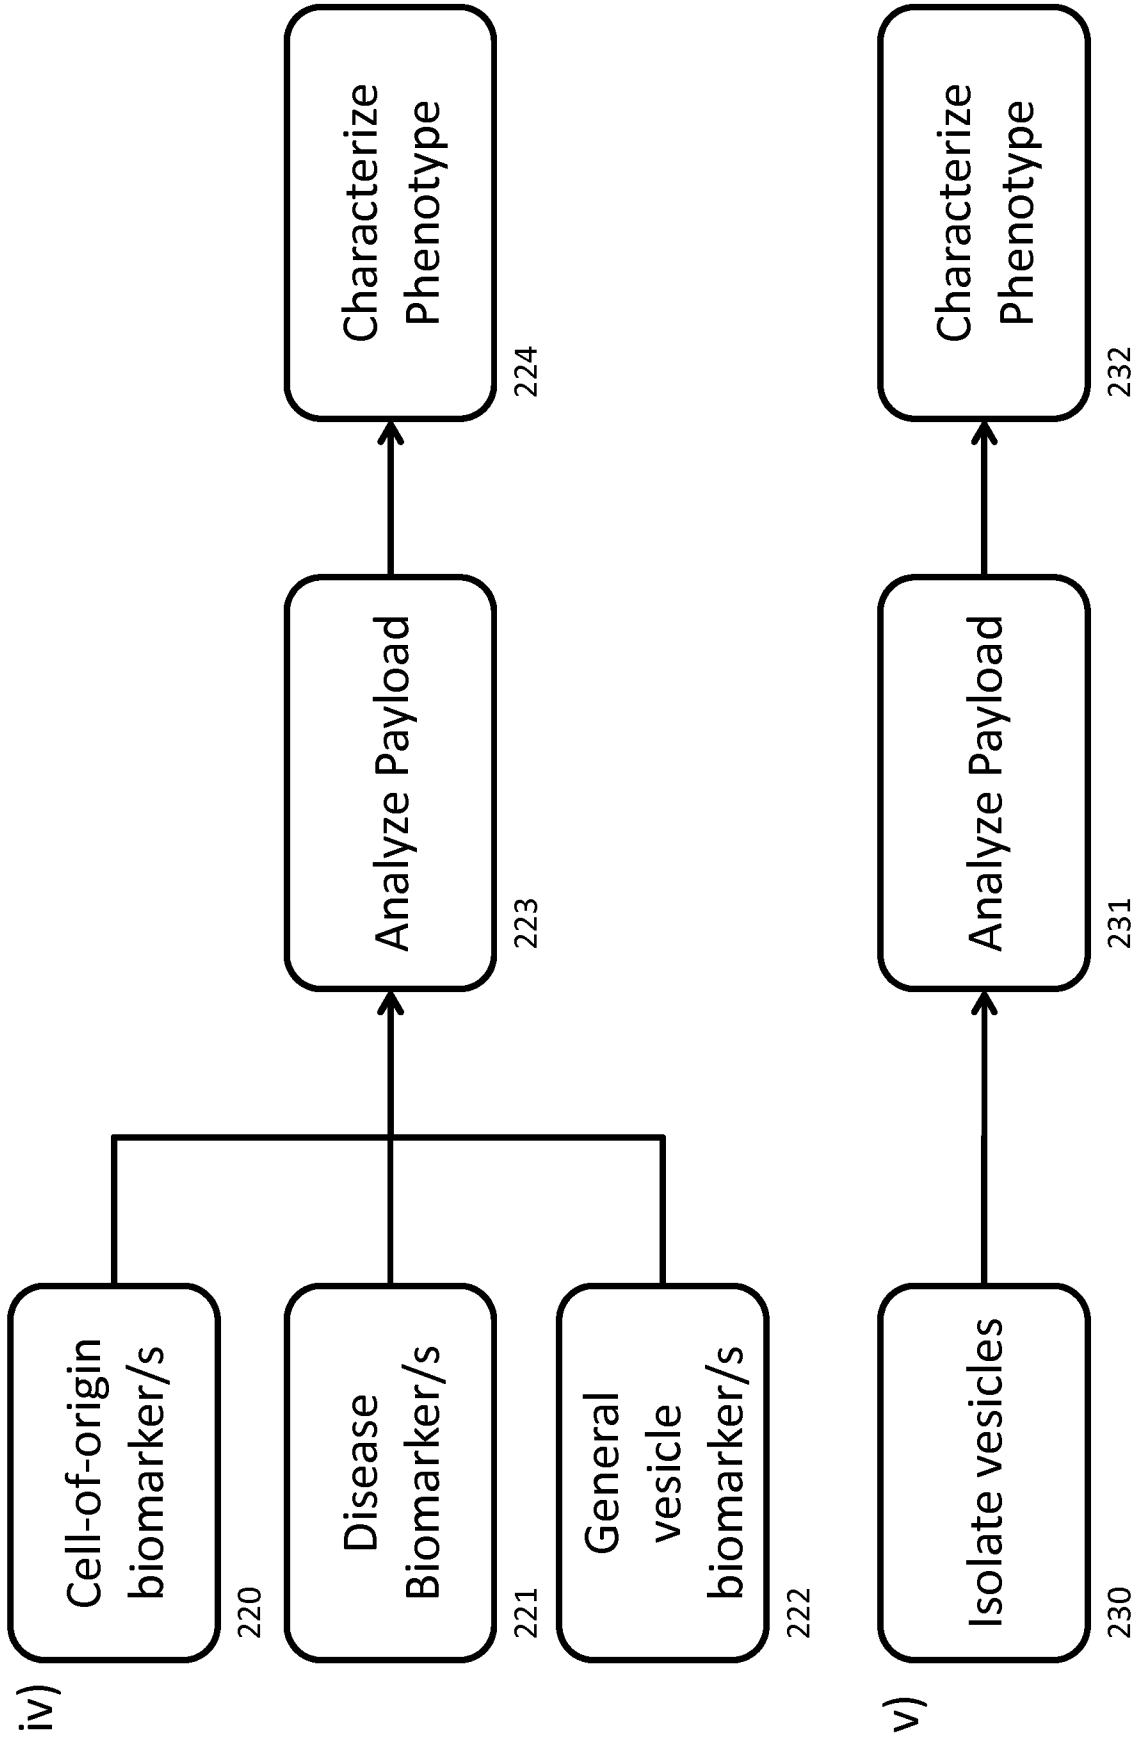 iv)
Cell-of-origin
biomarker/s
220
Disease
Biomarker/s
221
General
vesicle
biomarker/s
222
Analyze Payload
223
Characterize
Phenotype
224
v)
Isolate vesicles
230
Analyze Payload
231
Characterize
Phenotype
232